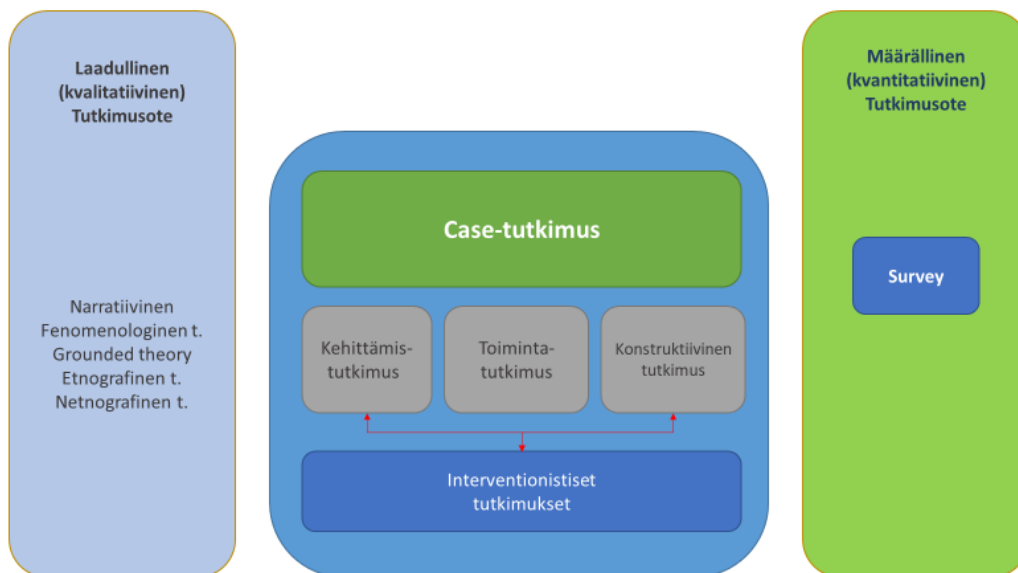 Laadullinen
(kvalitatiivinen)
Tutkimusote
Narratiivinen
Fenomenologinen t.
Grounded theory
Etnografinen t.
Netnografinen t.
Case-tutkimus
Kehittämis-
tutkimus
Toiminta-
tutkimus
Konstruktiivinen
tutkimus
Interventionistiset
tutkimukset
Määrällinen
(kvantitatiivinen)
Tutkimusote
Survey